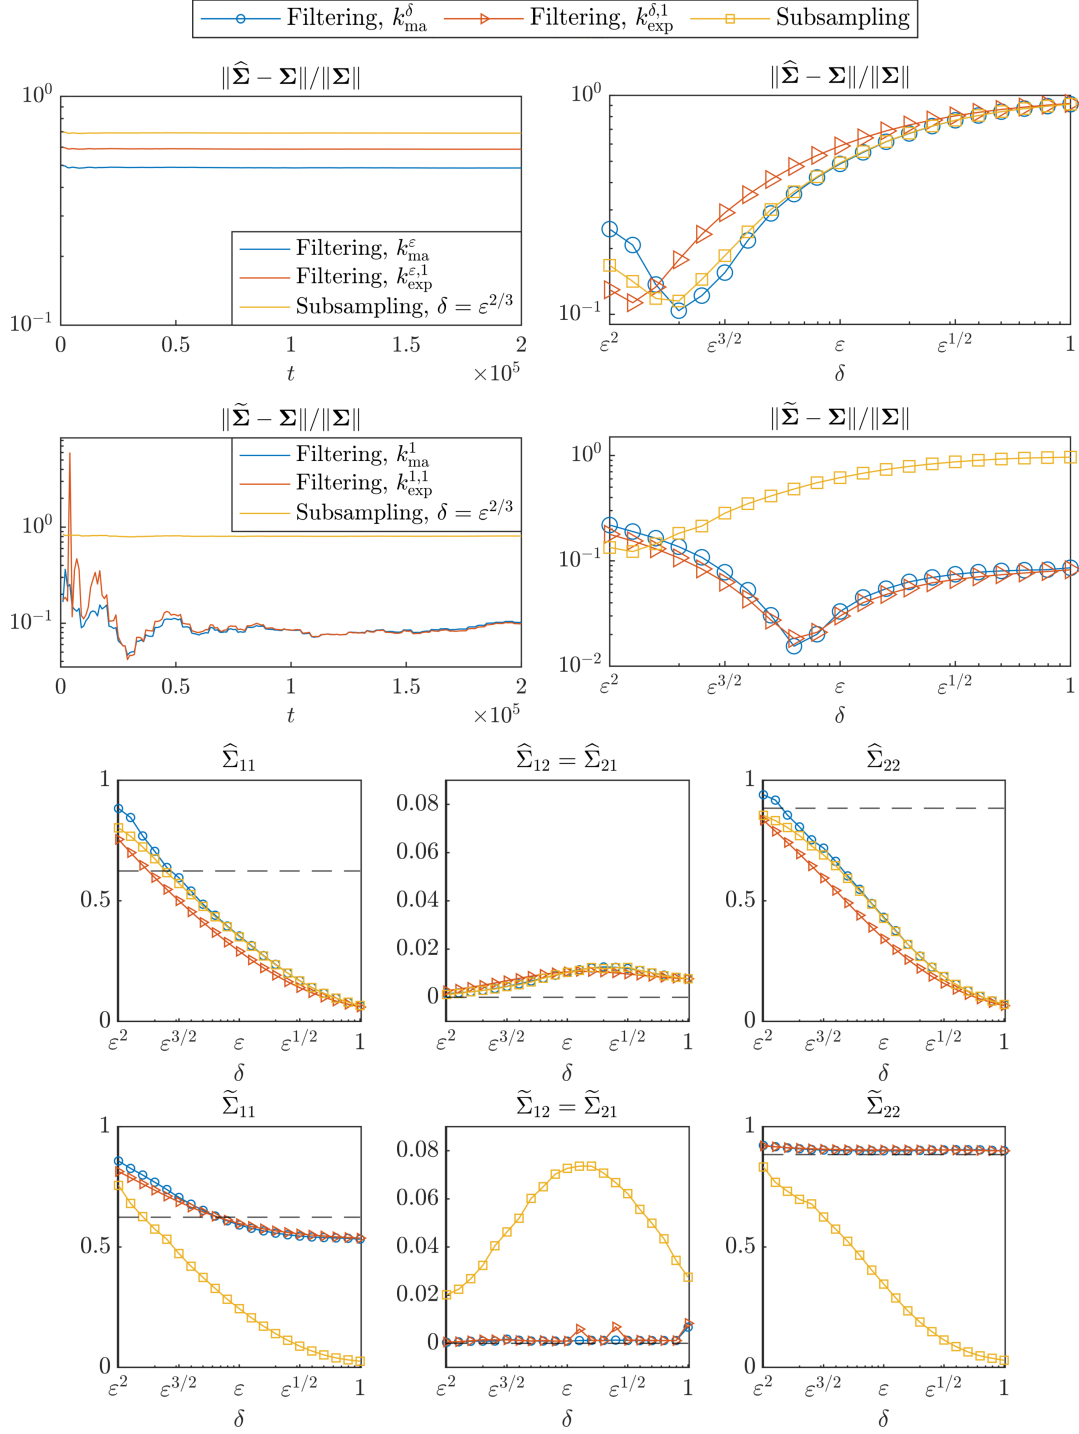 Filtering, k_ma^δ Filtering, k_exp^{δ,1} Subsampling
‖Σ̂ − Σ‖/‖Σ‖
10^0
10^−1
0 0.5 1 1.5 2
×10^5
t
Filtering, k_ma^ε
Filtering, k_exp^{ε,1}
Subsampling, δ = ε^{2/3}
‖Σ̂ − Σ‖/‖Σ‖
10^0
10^−1
ε^2 ε^{3/2} ε ε^{1/2} 1
δ
‖Σ̃ − Σ‖/‖Σ‖
10^0
10^−1
0 0.5 1 1.5 2
×10^5
t
Filtering, k_ma^1
Filtering, k_exp^{1,1}
Subsampling, δ = ε^{2/3}
‖Σ̃ − Σ‖/‖Σ‖
10^0
10^−1
10^−2
ε^2 ε^{3/2} ε ε^{1/2} 1
δ
Σ̂_11
1
0.5
0
ε^2 ε^{3/2} ε ε^{1/2} 1
δ
Σ̂_12 = Σ̂_21
0.08
0.06
0.04
0.02
0
ε^2 ε^{3/2} ε ε^{1/2} 1
δ
Σ̂_22
1
0.5
0
ε^2 ε^{3/2} ε ε^{1/2} 1
δ
Σ̃_11
1
0.5
0
ε^2 ε^{3/2} ε ε^{1/2} 1
δ
Σ̃_12 = Σ̃_21
0.08
0.06
0.04
0.02
0
ε^2 ε^{3/2} ε ε^{1/2} 1
δ
Σ̃_22
1
0.5
0
ε^2 ε^{3/2} ε ε^{1/2} 1
δ